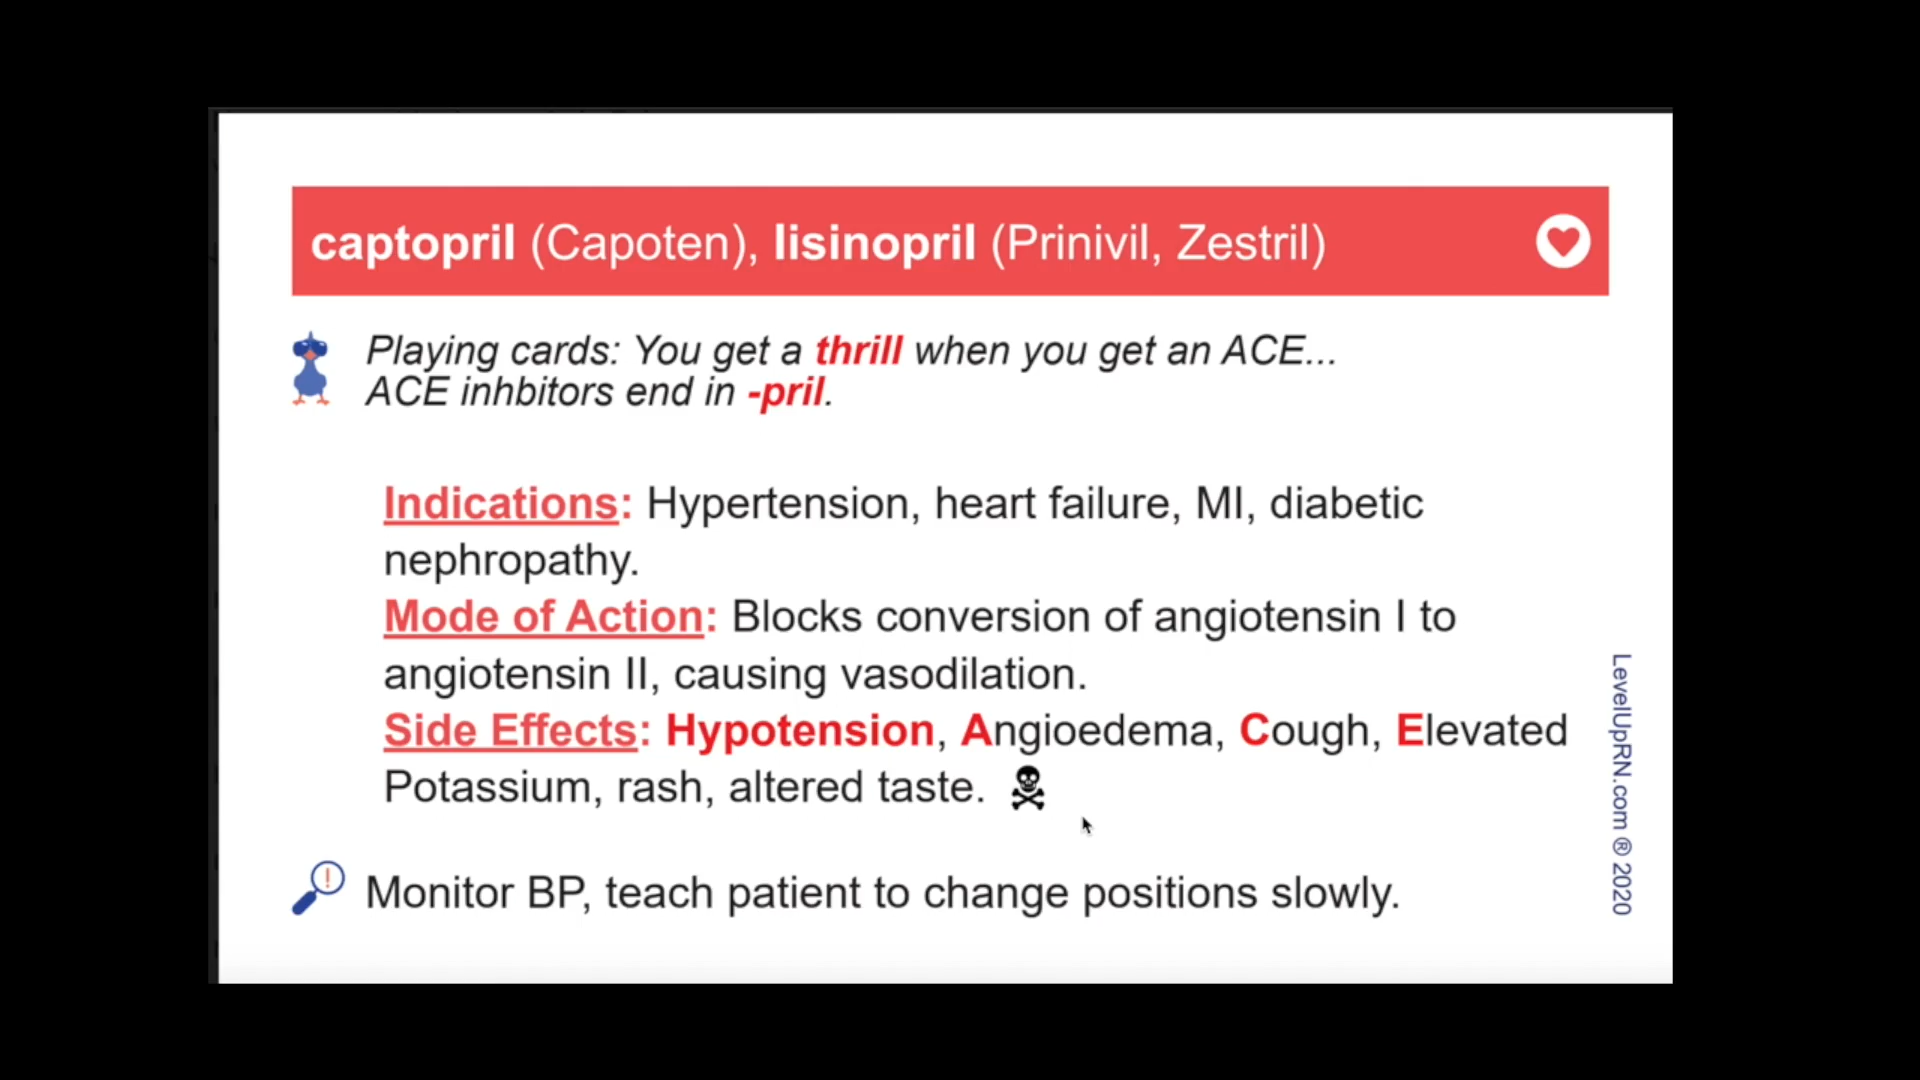 captopril (Capoten), lisinopril (Prinivil, Zestril)
Playing cards: You get a thrill when you get an ACE...
ACE inhbitors end in -pril.
Indications: Hypertension, heart failure, MI, diabetic
nephropathy.
Mode of Action: Blocks conversion of angiotensin I to
angiotensin II, causing vasodilation.
Side Effects: Hypotension, Angioedema, Cough, Elevated
Potassium, rash, altered taste.
Monitor BP, teach patient to change positions slowly.
LevelUpRN.com ® 2020